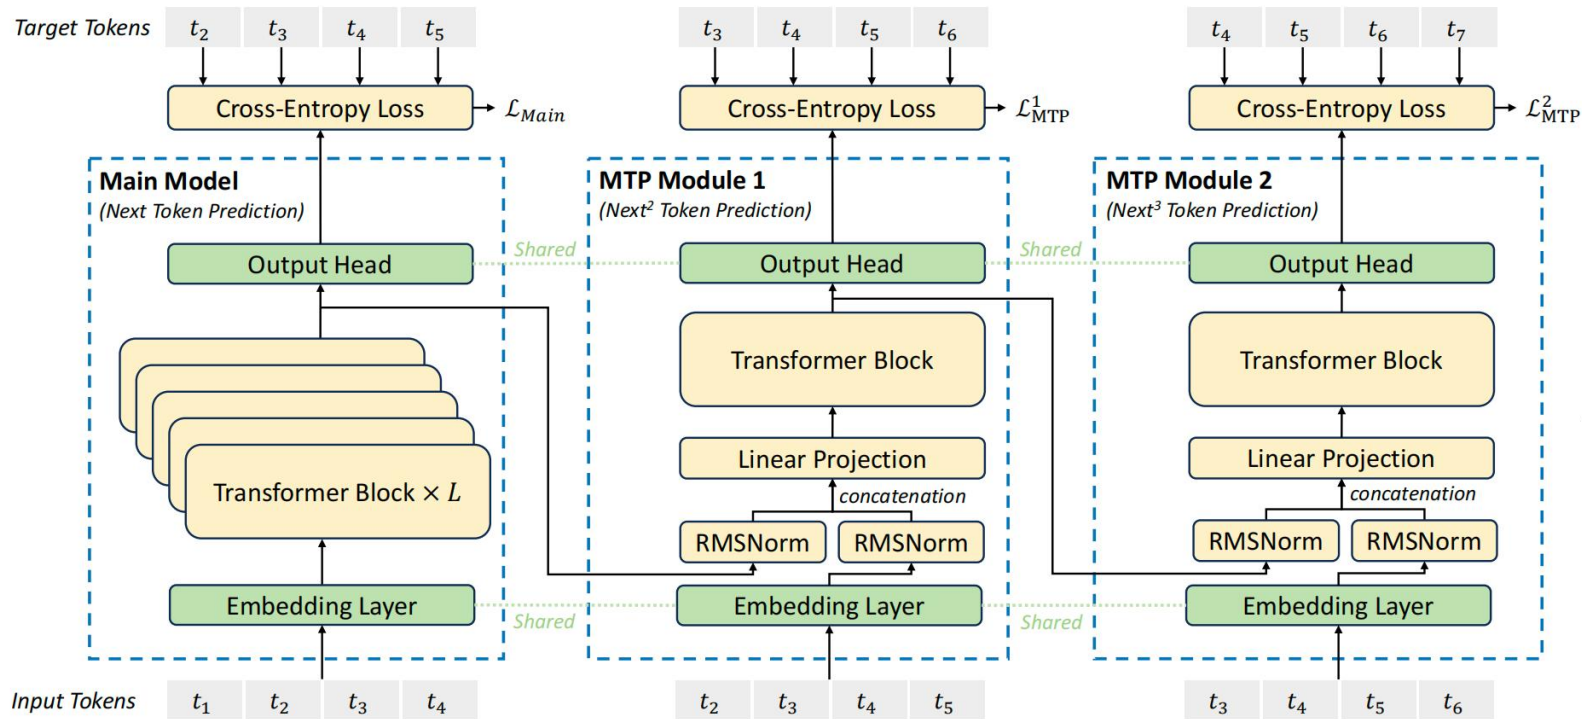 Target Tokens t₂ t₃ t₄ t₅ t₃ t₄ t₅ t₆ t₄ t₅ t₆ t₇
Cross-Entropy Loss ℒ_Main Cross-Entropy Loss ℒ¹_MTP Cross-Entropy Loss ℒ²_MTP
Main Model
(Next Token Prediction)
MTP Module 1
(Next² Token Prediction)
MTP Module 2
(Next³ Token Prediction)
Output Head Shared Output Head Shared Output Head
Transformer Block × L
Transformer Block
Transformer Block
Linear Projection
Linear Projection
concatenation
concatenation
RMSNorm RMSNorm
RMSNorm RMSNorm
Embedding Layer Shared Embedding Layer Shared Embedding Layer
Input Tokens t₁ t₂ t₃ t₄ t₂ t₃ t₄ t₅ t₃ t₄ t₅ t₆